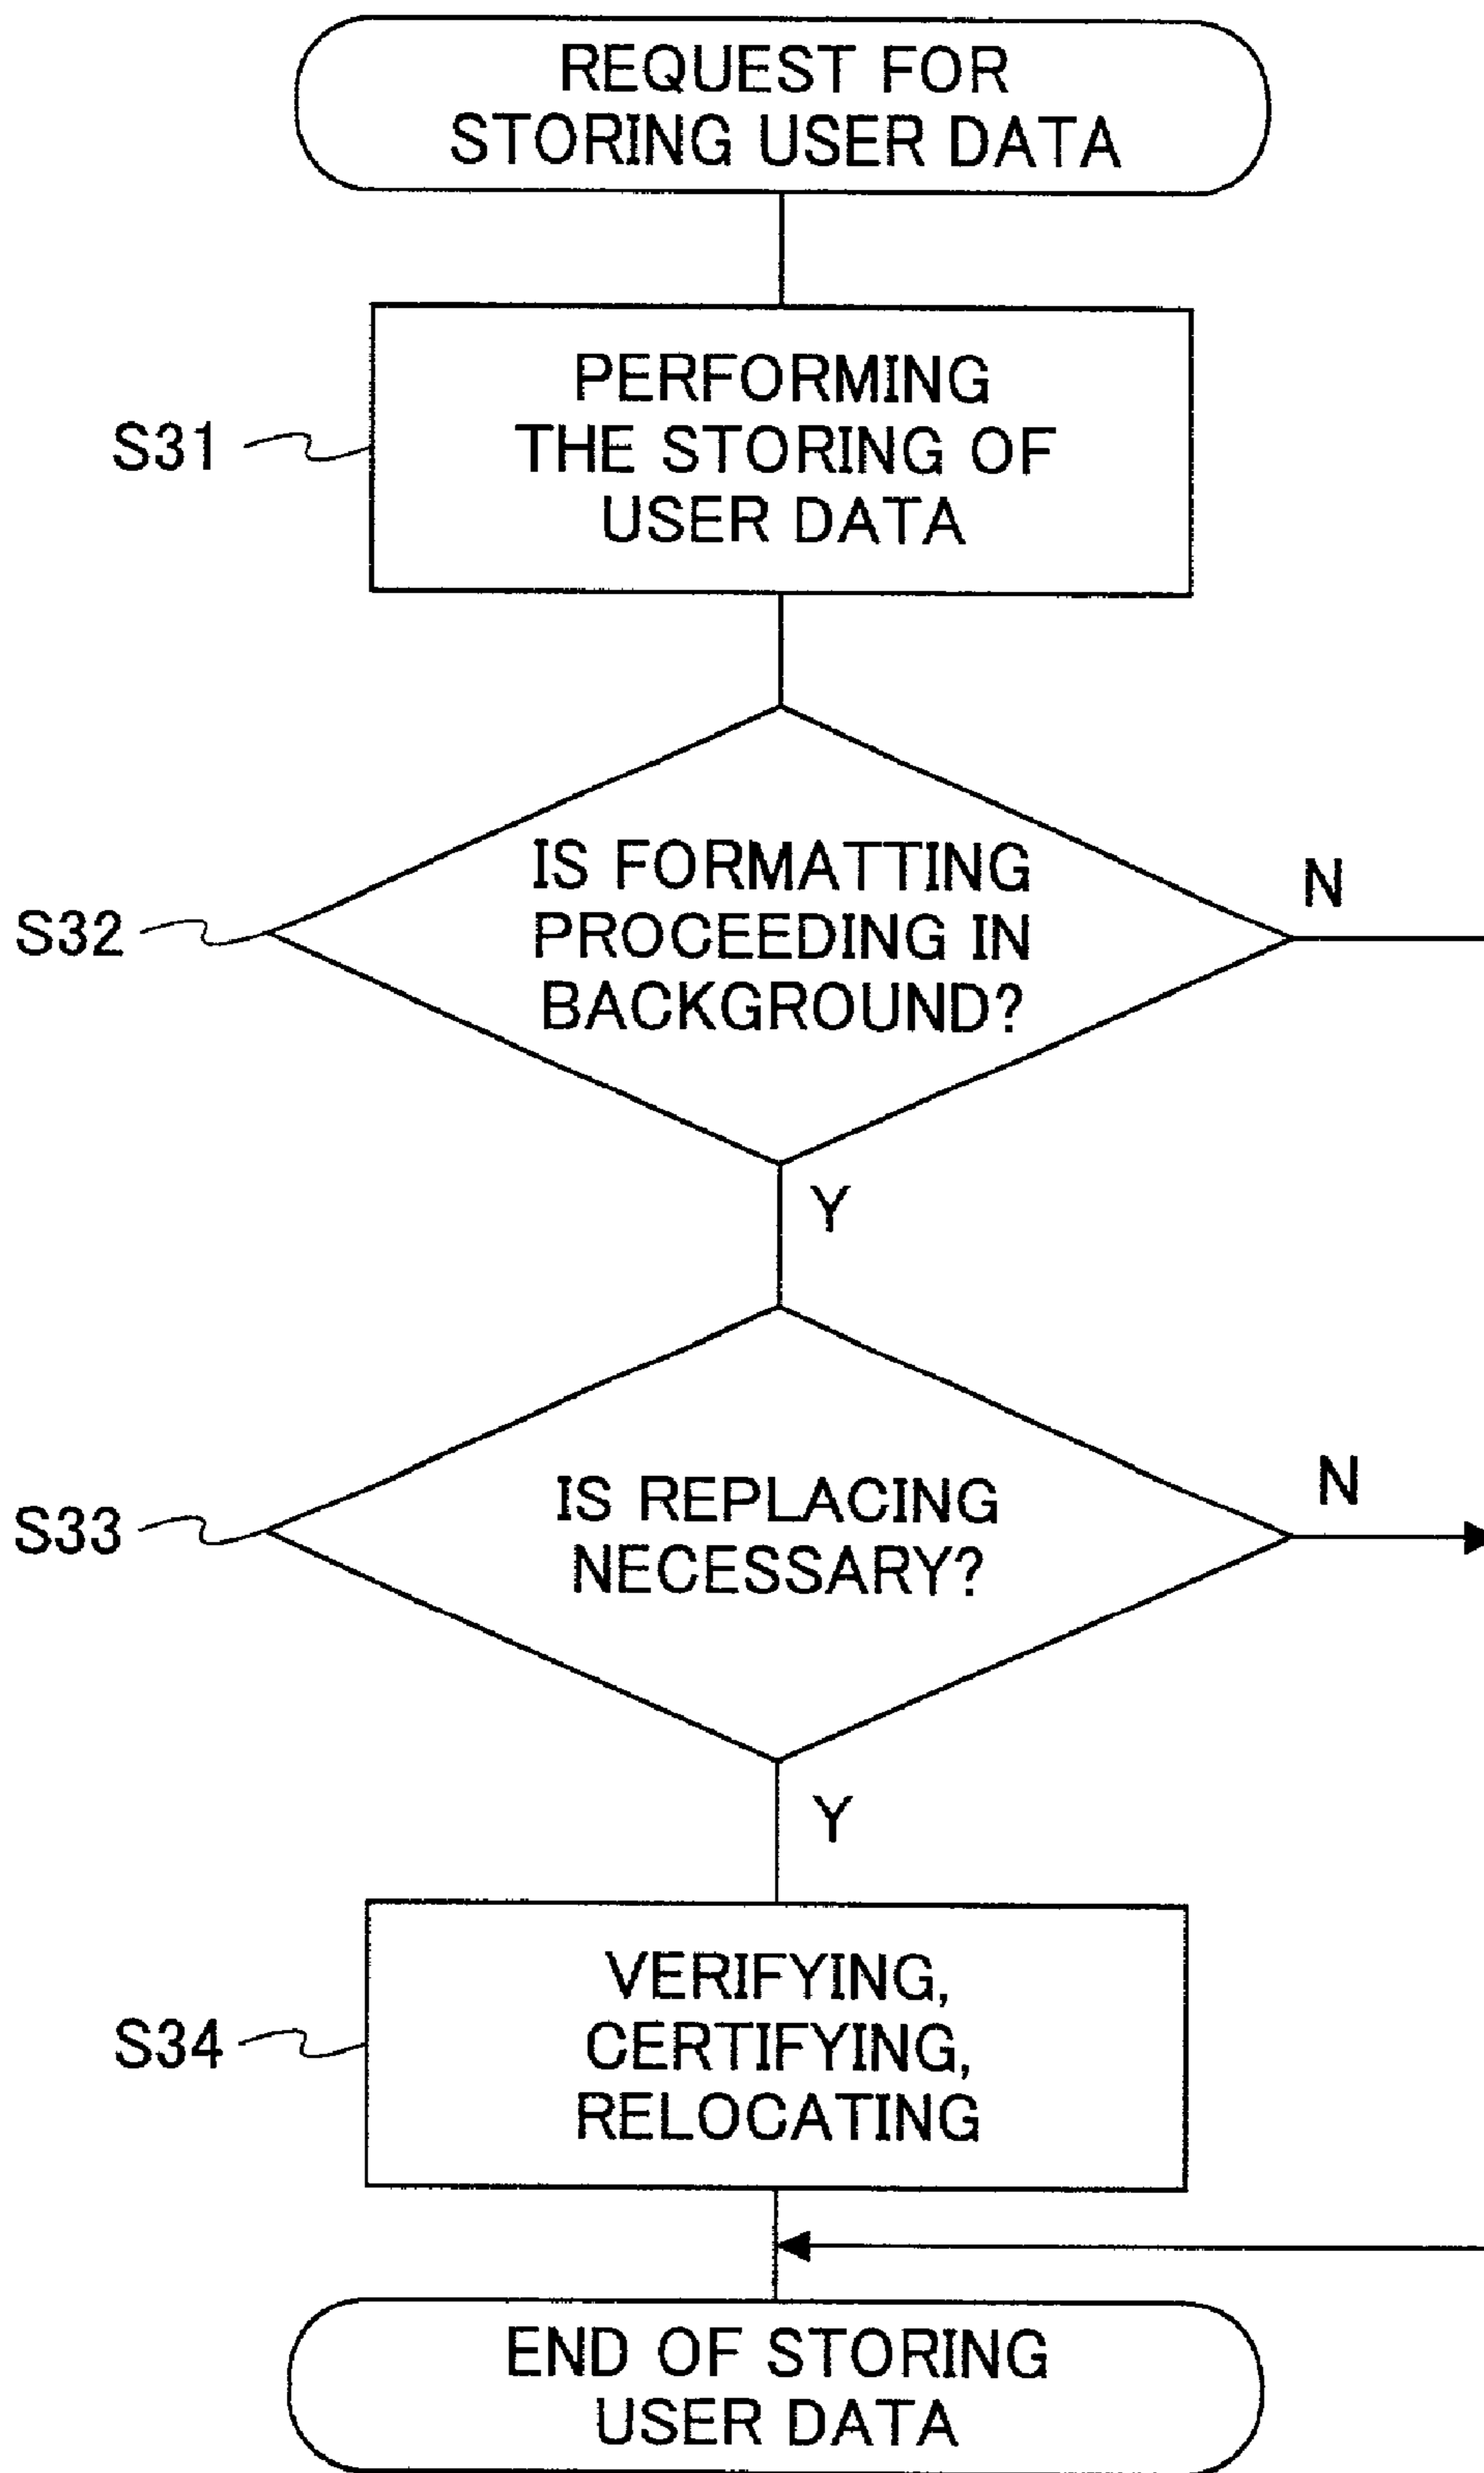 REQUEST FOR
STORING USER DATA
S31
PERFORMING
THE STORING OF
USER DATA
S32
IS FORMATTING
PROCEEDING IN
BACKGROUND?
N
Y
S33
IS REPLACING
NECESSARY?
N
Y
S34
VERIFYING,
CERTIFYING,
RELOCATING
END OF STORING
USER DATA